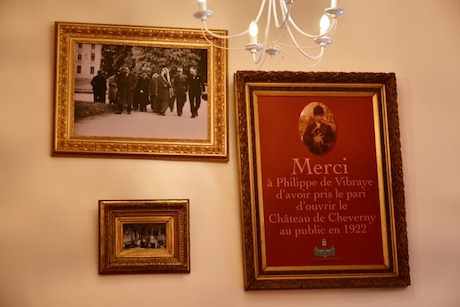 Merci
à Philippe de Vibraye
d'avoir pris le pari
d'ouvrir le
Château de Cheverny
au public en 1922